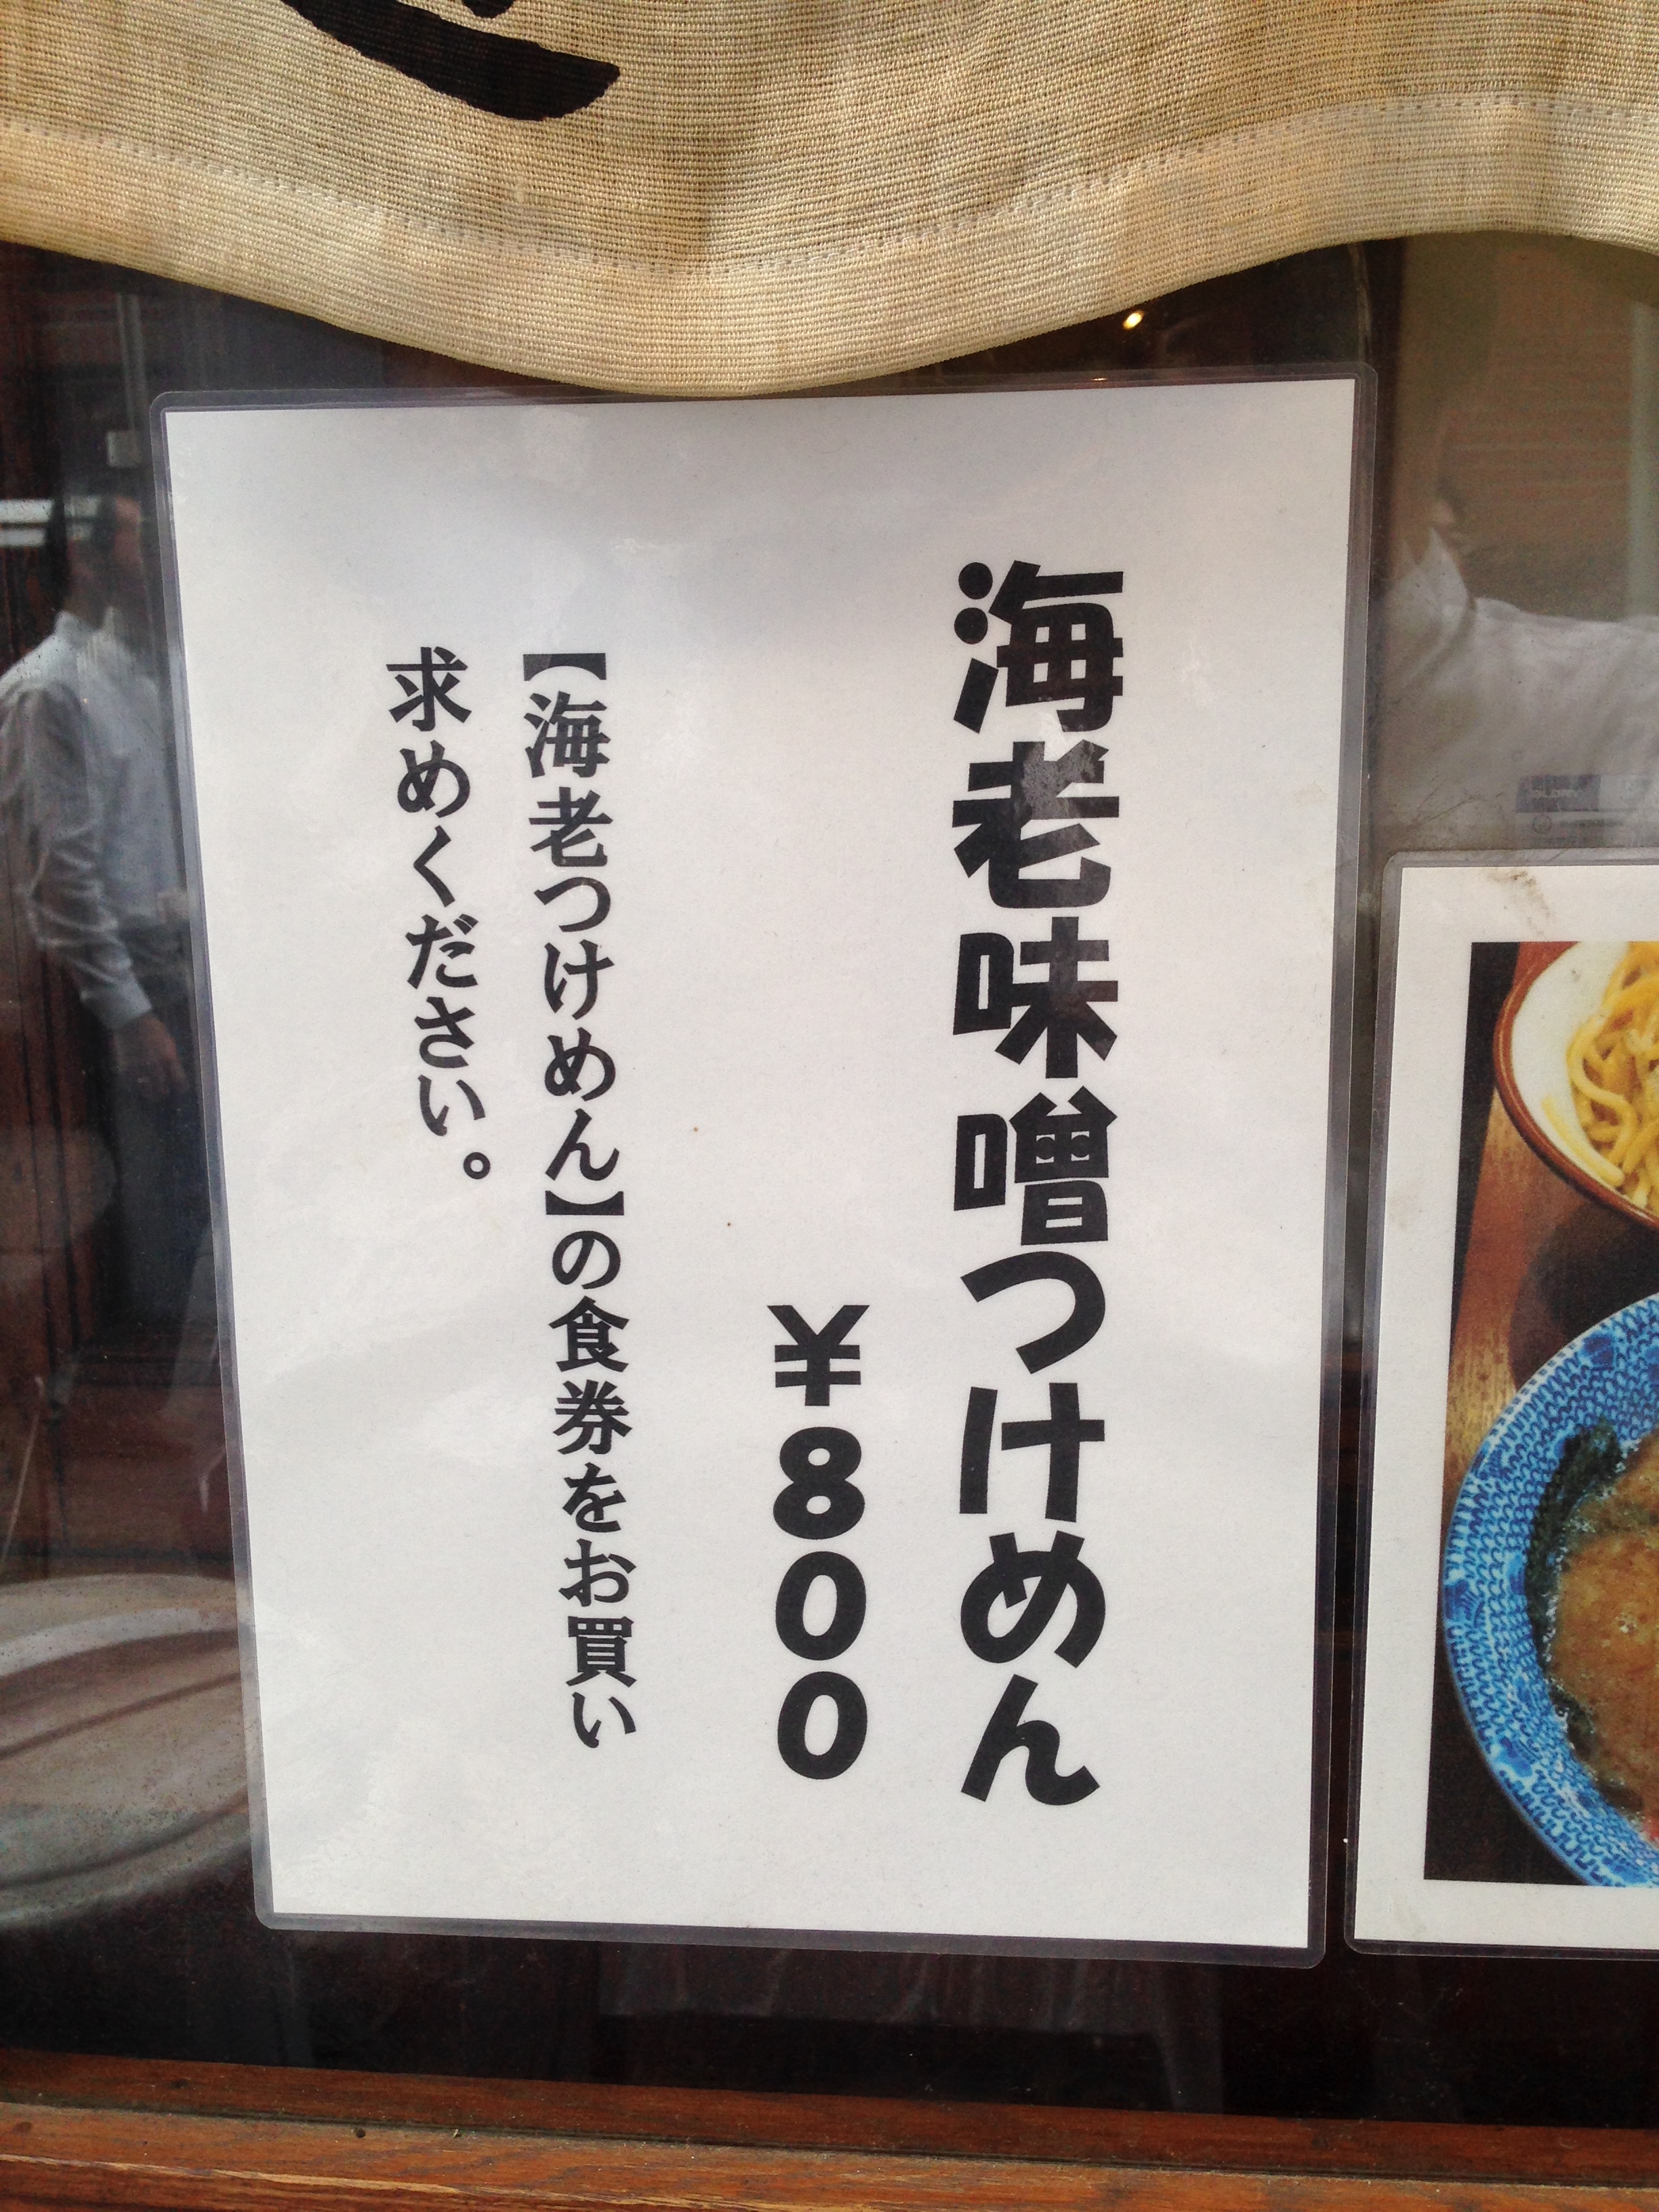 海老味噌つけめん
¥800
【海老つけめん】の食券をお買い
求めください。